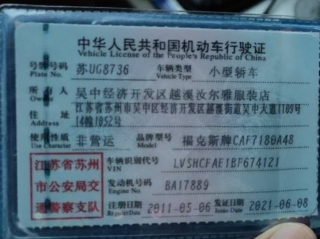 中华人民共和国机动车行驶证
Vehicle License of the People's Republic of China
号牌号码 苏UG8736 车辆类型 小型轿车
Plate No. Vehicle Type
所有人 吴中经济开发区越溪汝尔雅服装店
Owner 江苏省苏州市吴中区经济开发区越溪街道吴中大道1109号
住址 14幢1052号
Address
使用性质 非营运 品牌型号 福克斯牌CAF7180A48
Use Character Model
江苏省苏州 车辆识别代号 LVSHCFAE1BF674121
VIN
市公安局交 发动机号码 BA17889
Engine No.
通警察支队 注册日期 2011-05-06 发证日期 2021-06-08
Register Date Issue Date